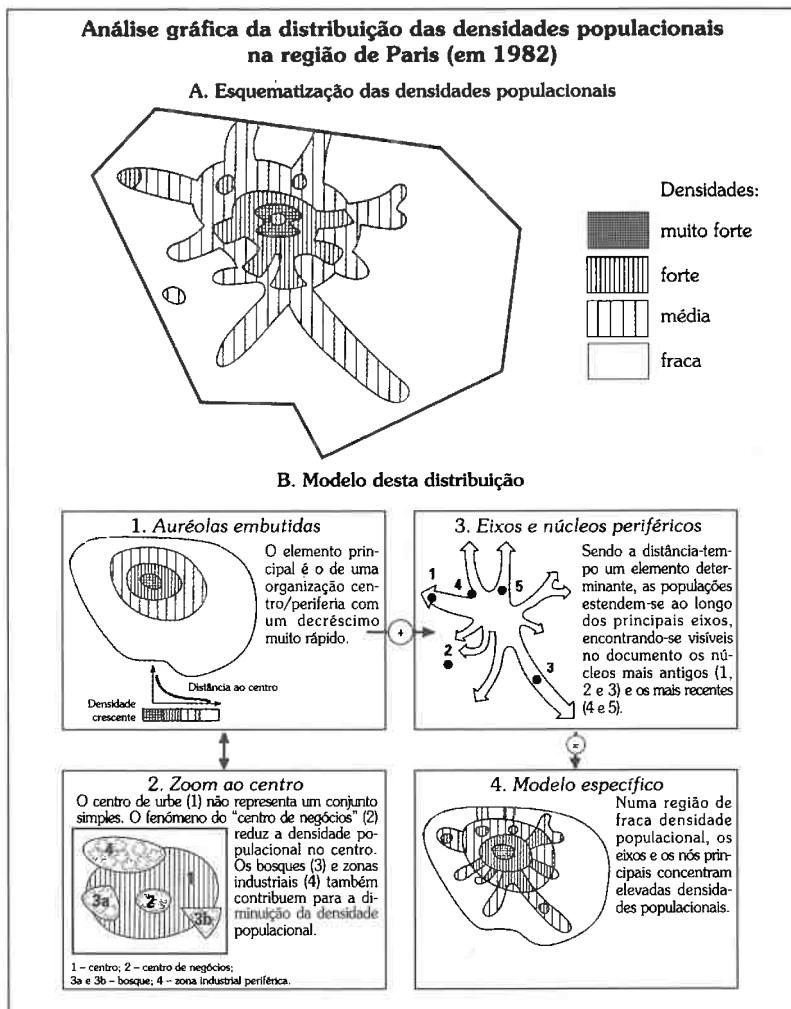 Análise gráfica da distribuição das densidades populacionais
na região de Paris (em 1982)
A. Esquematização das densidades populacionais
Densidades:
muito forte
forte
média
fraca
B. Modelo desta distribuição
1. Auréolas embutidas
O elemento prin-
cipal é o de uma
organização cen-
tro/periferia com
um decréscimo
muito rápido.
Distância ao centro
Densidade
crescente
+
3. Eixos e núcleos periféricos
1
4
5
2
3
Sendo a distância-tem-
po um elemento deter-
minante, as populações
estendem-se ao longo
dos principais eixos,
encontrando-se visíveis
no documento os nú-
cleos mais antigos (1,
2 e 3) e os mais recentes
(4 e 5).
=
2. Zoom ao centro
O centro de urbe (1) não representa um conjunto
simples. O fenómeno do "centro de negócios" (2)
reduz a densidade po-
pulacional no centro.
Os bosques (3) e zonas
industriais (4) também
contribuem para a di-
minuição da densidade
populacional.
4
1
3a
2
3b
1 – centro; 2 – centro de negócios;
3a e 3b – bosque; 4 – zona industrial periférica.
4. Modelo específico
Numa região de
fraca densidade
populacional, os
eixos e os nós prin-
cipais concentram
elevadas densida-
des populacionais.